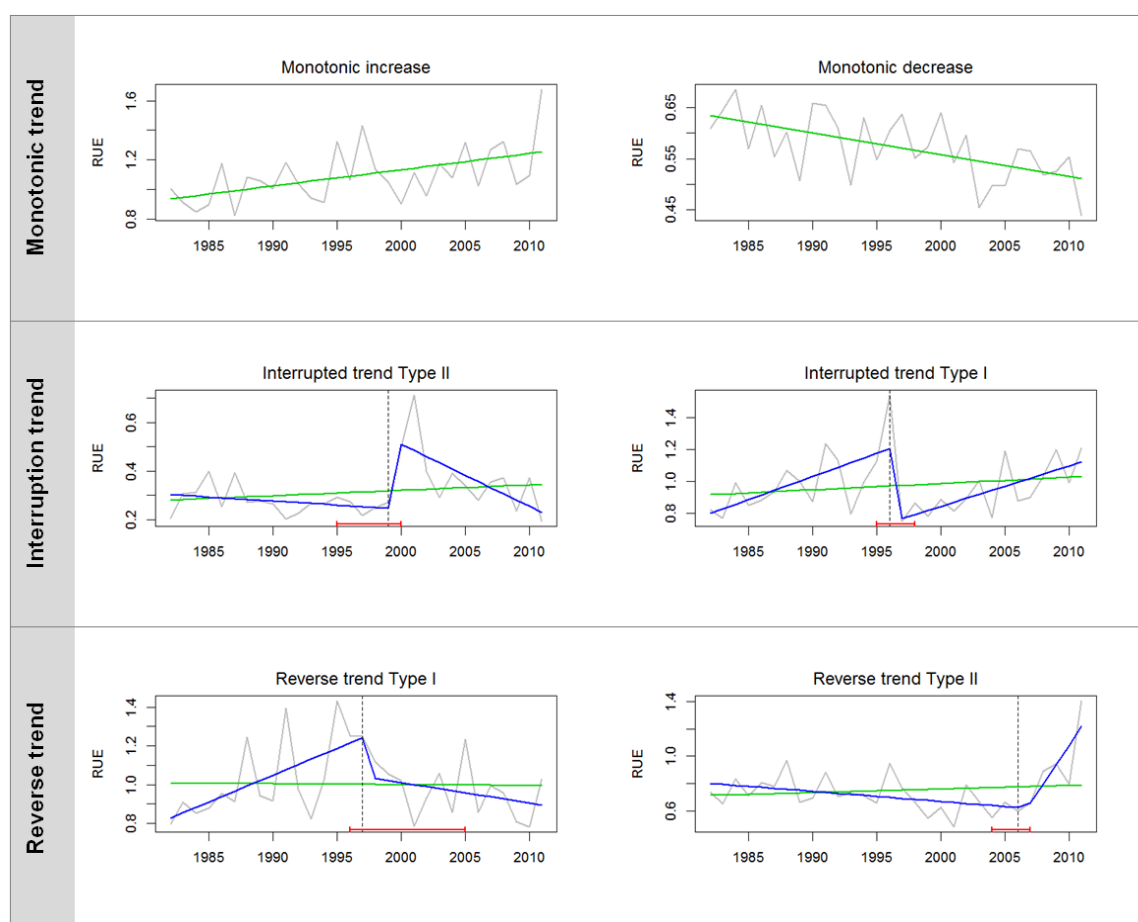 Monotonic trend
Monotonic increase
RUE
0.8 1.2 1.6
1985 1990 1995 2000 2005 2010
Monotonic decrease
RUE
0.45 0.55 0.65
1985 1990 1995 2000 2005 2010
Interruption trend
Interrupted trend Type II
RUE
0.2 0.4 0.6
1985 1990 1995 2000 2005 2010
Interrupted trend Type I
RUE
0.8 1.0 1.2 1.4
1985 1990 1995 2000 2005 2010
Reverse trend
Reverse trend Type I
RUE
0.8 1.0 1.2 1.4
1985 1990 1995 2000 2005 2010
Reverse trend Type II
RUE
0.6 1.0 1.4
1985 1990 1995 2000 2005 2010